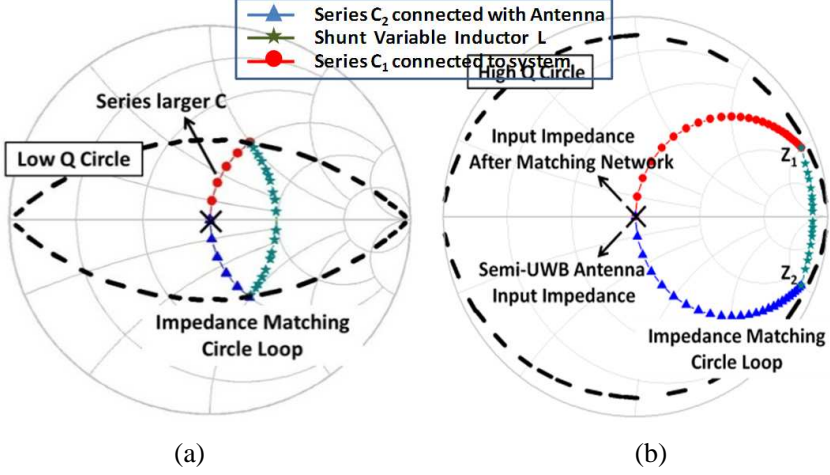 Series C2 connected with Antenna
Shunt Variable Inductor L
Series C1 connected to system
High Q Circle
Series larger C
Low Q Circle
Input Impedance
After Matching Network
Z1
Z2
Semi-UWB Antenna
Input Impedance
Impedance Matching
Circle Loop
Impedance Matching
Circle Loop
(a)
(b)